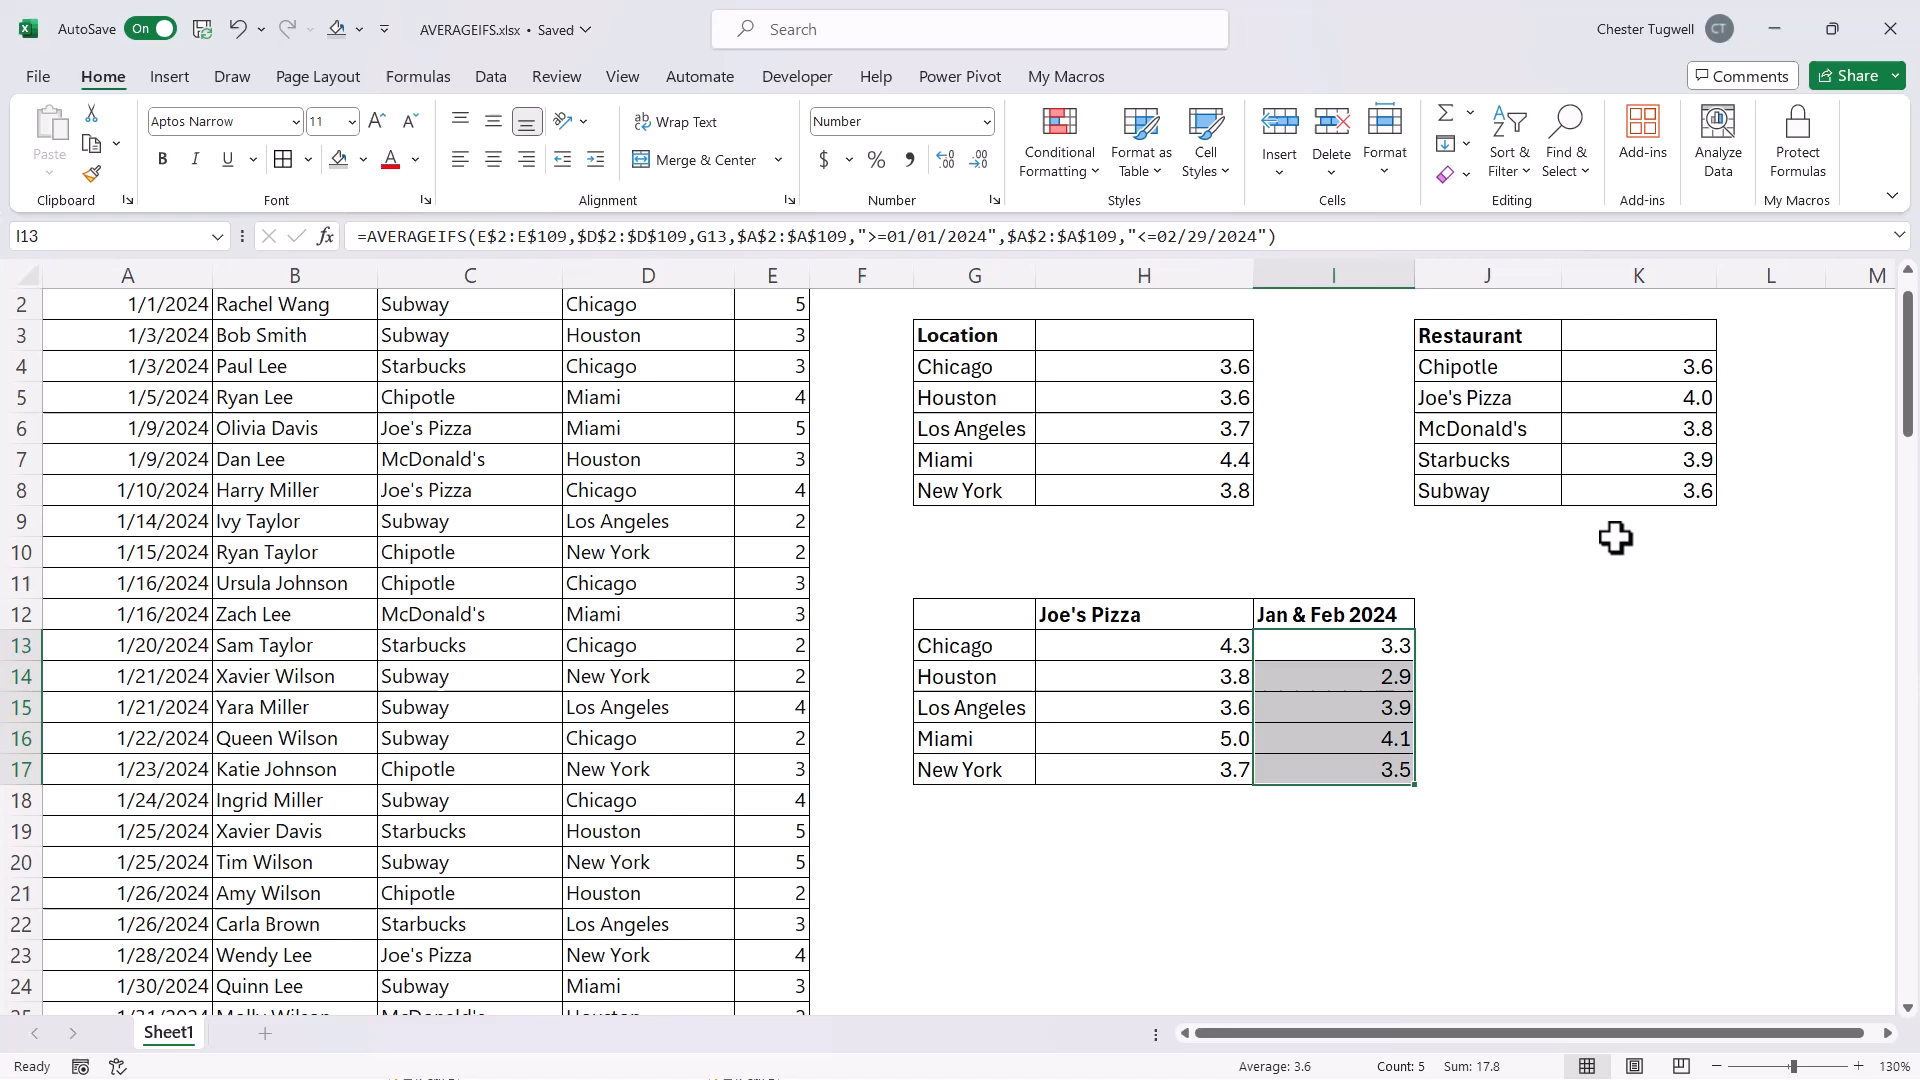 AutoSave On AVERAGEIFS.xlsx • Saved Search Chester Tugwell CT
File Home Insert Draw Page Layout Formulas Data Review View Automate Developer Help Power Pivot My Macros Comments Share
Paste
Clipboard
Aptos Narrow 11
B I U A
Font
Wrap Text
Merge & Center
Alignment
Number
$ % 9
Number
Conditional Formatting
Format as Table
Cell Styles
Styles
Insert Delete Format
Cells
Sort & Filter
Find & Select
Editing
Add-ins
Add-ins
Analyze Data
Protect Formulas
My Macros
I13 fx =AVERAGEIFS(E$2:E$109,$D$2:$D$109,G13,$A$2:$A$109,">=01/01/2024",$A$2:$A$109,"<=02/29/2024")
A B C D E F G H I J K L M
2 1/1/2024 Rachel Wang Subway Chicago 5
3 1/3/2024 Bob Smith Subway Houston 3 Location Restaurant
4 1/3/2024 Paul Lee Starbucks Chicago 3 Chicago 3.6 Chipotle 3.6
5 1/5/2024 Ryan Lee Chipotle Miami 4 Houston 3.6 Joe's Pizza 4.0
6 1/9/2024 Olivia Davis Joe's Pizza Miami 5 Los Angeles 3.7 McDonald's 3.8
7 1/9/2024 Dan Lee McDonald's Houston 3 Miami 4.4 Starbucks 3.9
8 1/10/2024 Harry Miller Joe's Pizza Chicago 4 New York 3.8 Subway 3.6
9 1/14/2024 Ivy Taylor Subway Los Angeles 2
10 1/15/2024 Ryan Taylor Chipotle New York 2
11 1/16/2024 Ursula Johnson Chipotle Chicago 3
12 1/16/2024 Zach Lee McDonald's Miami 3 Joe's Pizza Jan & Feb 2024
13 1/20/2024 Sam Taylor Starbucks Chicago 2 Chicago 4.3 3.3
14 1/21/2024 Xavier Wilson Subway New York 2 Houston 3.8 2.9
15 1/21/2024 Yara Miller Subway Los Angeles 4 Los Angeles 3.6 3.9
16 1/22/2024 Queen Wilson Subway Chicago 2 Miami 5.0 4.1
17 1/23/2024 Katie Johnson Chipotle New York 3 New York 3.7 3.5
18 1/24/2024 Ingrid Miller Subway Chicago 4
19 1/25/2024 Xavier Davis Starbucks Houston 5
20 1/25/2024 Tim Wilson Subway New York 5
21 1/26/2024 Amy Wilson Chipotle Houston 2
22 1/26/2024 Carla Brown Starbucks Los Angeles 3
23 1/28/2024 Wendy Lee Joe's Pizza New York 4
24 1/30/2024 Quinn Lee Subway Miami 3
Sheet1
Ready Average: 3.6 Count: 5 Sum: 17.8 130%